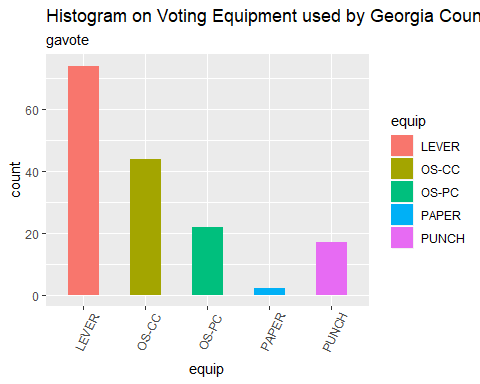 Histogram on Voting Equipment used by Georgia Coun
gavote
count
60
40
20
0
LEVER
OS-CC
OS-PC
PAPER
PUNCH
equip
equip
LEVER
OS-CC
OS-PC
PAPER
PUNCH